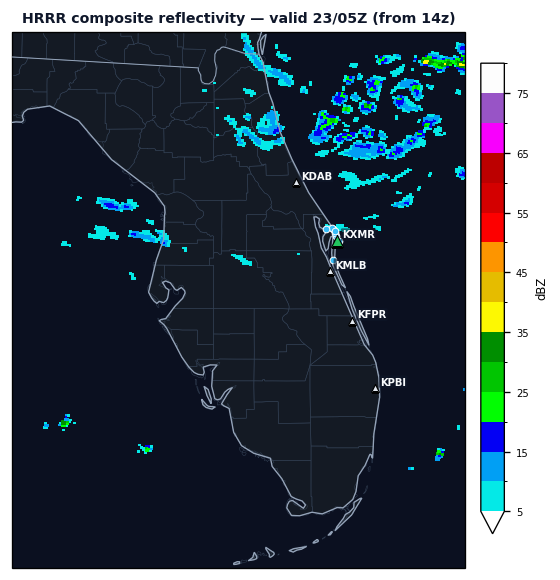 HRRR composite reflectivity — valid 23/05Z (from 14z)
KDAB
KXMR
KMLB
KFPR
KPBI
75
65
55
45
35
25
15
5
dBZ